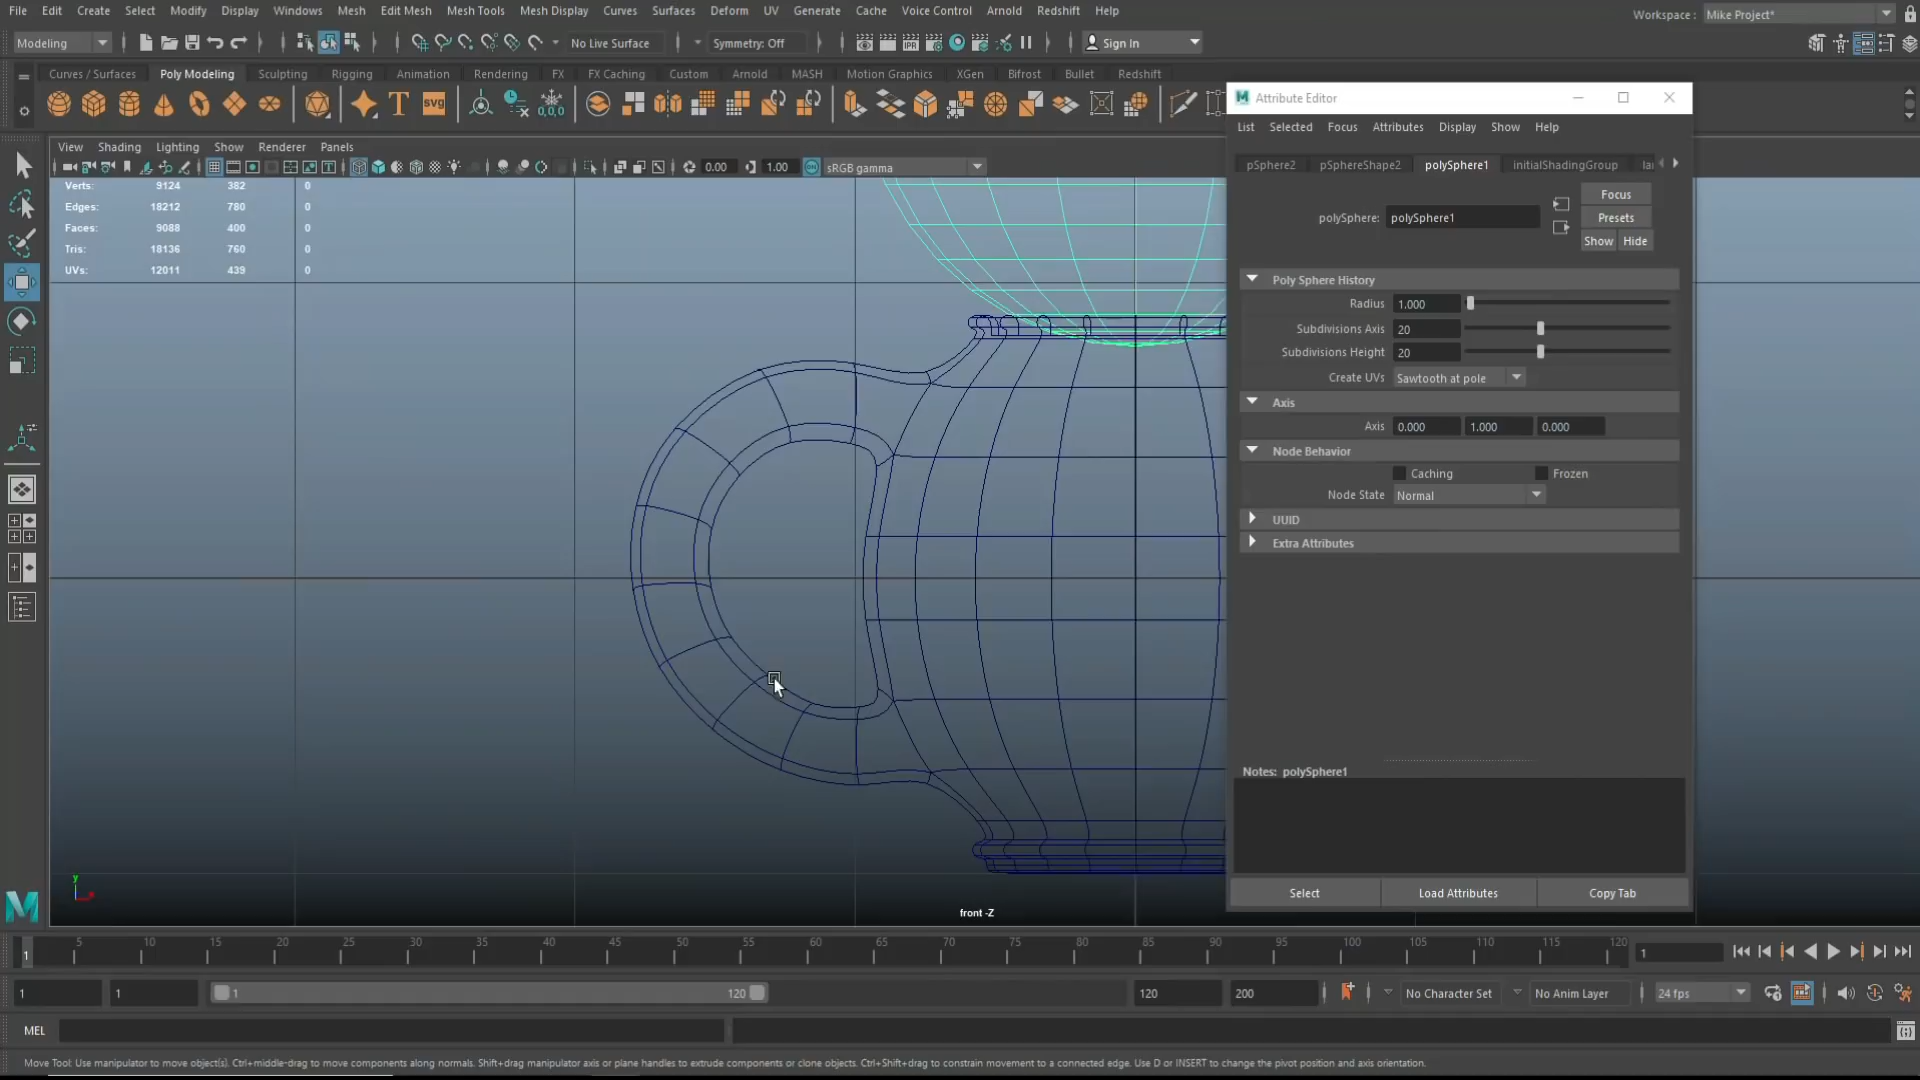 File Edit Create Select Modify Display Windows Mesh Edit Mesh Mesh Tools Mesh Display Curves Surfaces Deform UV Generate Cache Voice Control Arnold Redshift Help
Workspace : Mike Project*
Modeling
No Live Surface
Symmetry: Off
IPR
Sign In
Curves / Surfaces Poly Modeling Sculpting Rigging Animation Rendering FX FX Caching Custom Arnold MASH Motion Graphics XGen Bifrost Bullet Redshift
T
SVG
0,0,0
M Attribute Editor
List Selected Focus Attributes Display Show Help
View Shading Lighting Show Renderer Panels
0.00 1.00 sRGB gamma
pSphere2 pSphereShape2 polySphere1 initialShadingGroup
Verts: 9124 382 0
Edges: 18212 780 0
Faces: 9088 400 0
Tris: 18136 760 0
UVs: 12011 439 0
polySphere: polySphere1
Focus
Presets
Show Hide
Poly Sphere History
Radius 1.000
Subdivisions Axis 20
Subdivisions Height 20
Create UVs Sawtooth at pole
Axis
Axis 0.000 1.000 0.000
Node Behavior
Caching Frozen
Node State Normal
UUID
Extra Attributes
Notes: polySphere1
Select Load Attributes Copy Tab
y
front -Z
M
1 5 10 15 20 25 30 35 40 45 50 55 60 65 70 75 80 85 90 95 100 105 110 115 120
1
1 1 1 120 120 200 No Character Set No Anim Layer 24 fps
MEL
Move Tool: Use manipulator to move object(s). Ctrl+middle-drag to move components along normals. Shift+drag manipulator axis or plane handles to extrude components or clone objects. Ctrl+Shift+drag to constrain movement to a connected edge. Use D or INSERT to change the pivot position and axis orientation.